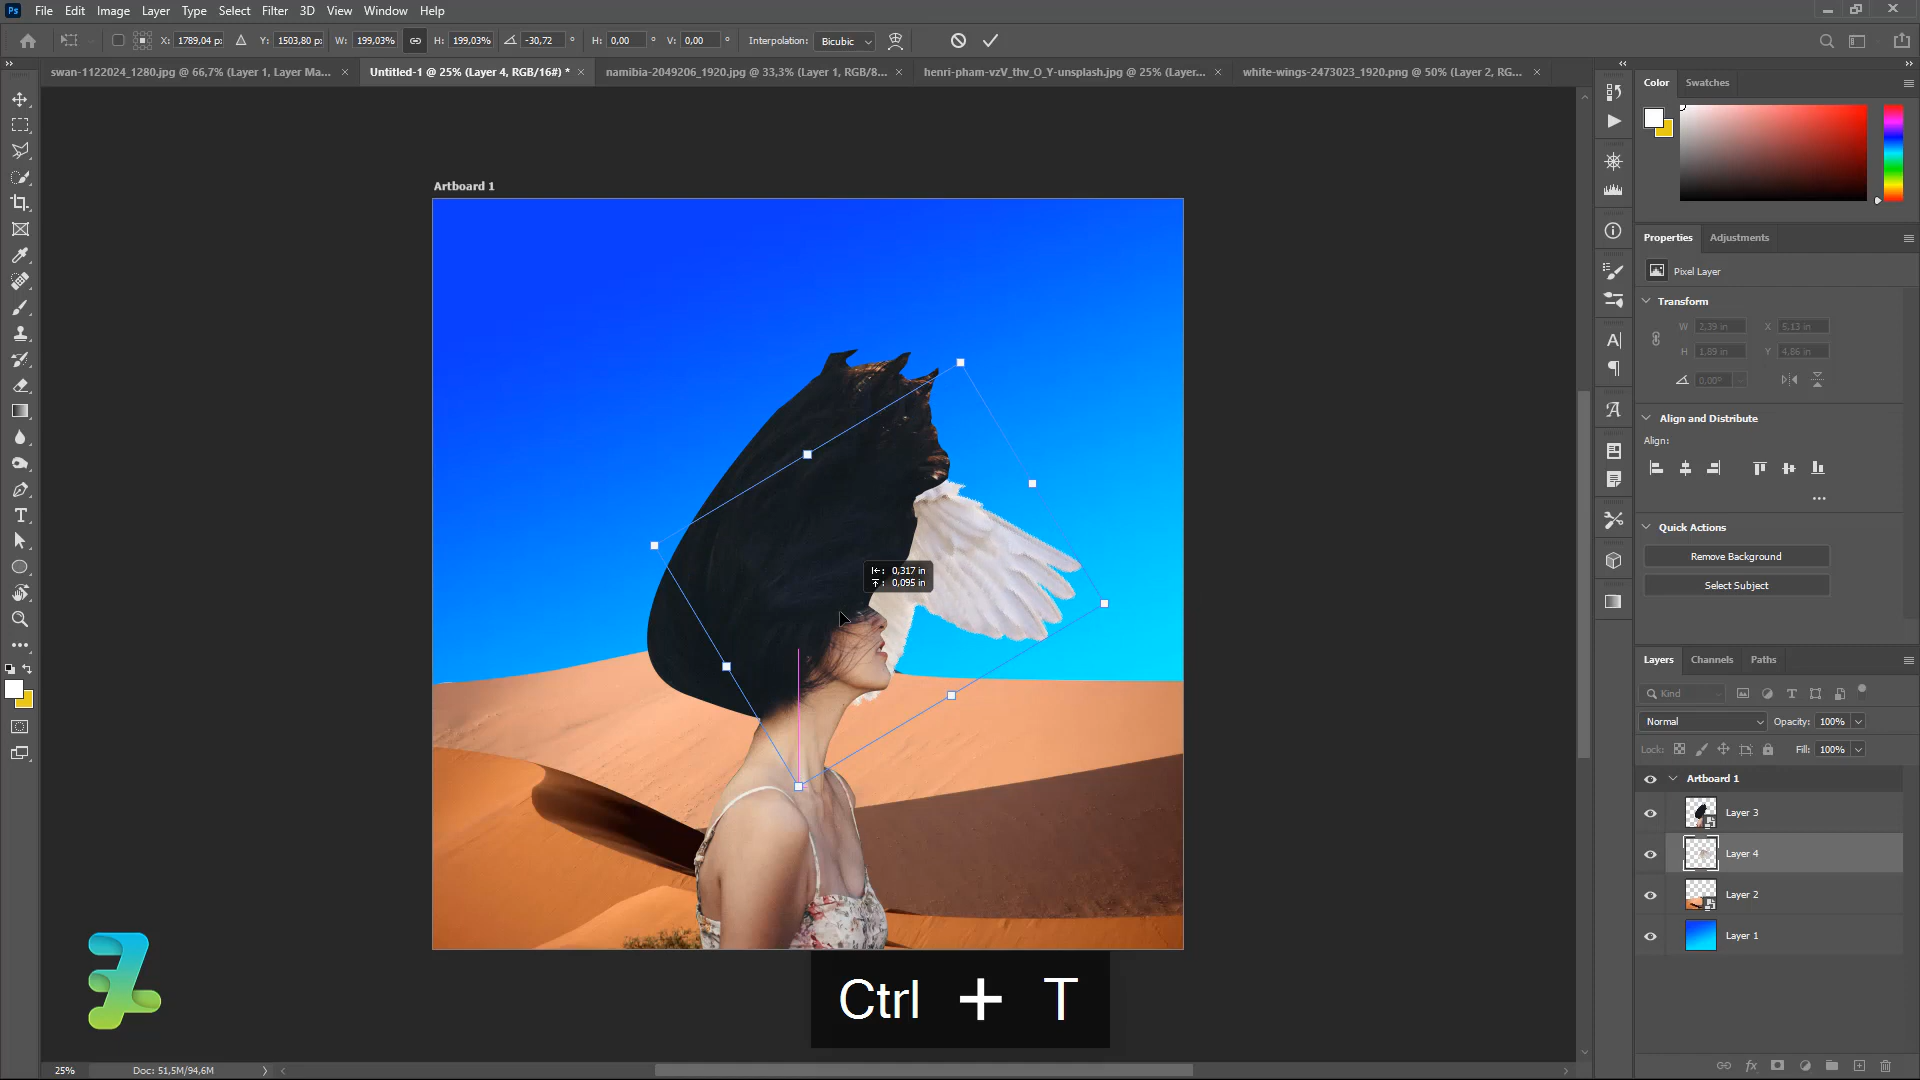 Ps File Edit Image Layer Type Select Filter 3D View Window Help
X: 1789,04 p: Y: 1503,80 p: W: 199,03% H: 199,03% -30,72 ° H: 0,00 ° V: 0,00 ° Interpolation: Bicubic
swan-1122024_1280.jpg @ 66,7% (Layer 1, Layer Ma... Untitled-1 @ 25% (Layer 4, RGB/16#) * namibia-2049206_1920.jpg @ 33,3% (Layer 1, RGB/8... henri-pham-vzV_thv_O_Y-unsplash.jpg @ 25% (Layer... white-wings-2473023_1920.png @ 50% (Layer 2, RG...
Color Swatches
Artboard 1
Properties Adjustments
Pixel Layer
Transform
W 2,39 in X 5,13 in
H 1,89 in Y 4,86 in
0,00°
Align and Distribute
Align:
Quick Actions
Remove Background
Select Subject
0,317 in
0,095 in
Layers Channels Paths
Kind
Normal Opacity: 100%
Lock: Fill: 100%
Artboard 1
Layer 3
Layer 4
Layer 2
Layer 1
Ctrl + T
25% Doc: 51,5M/94,6M